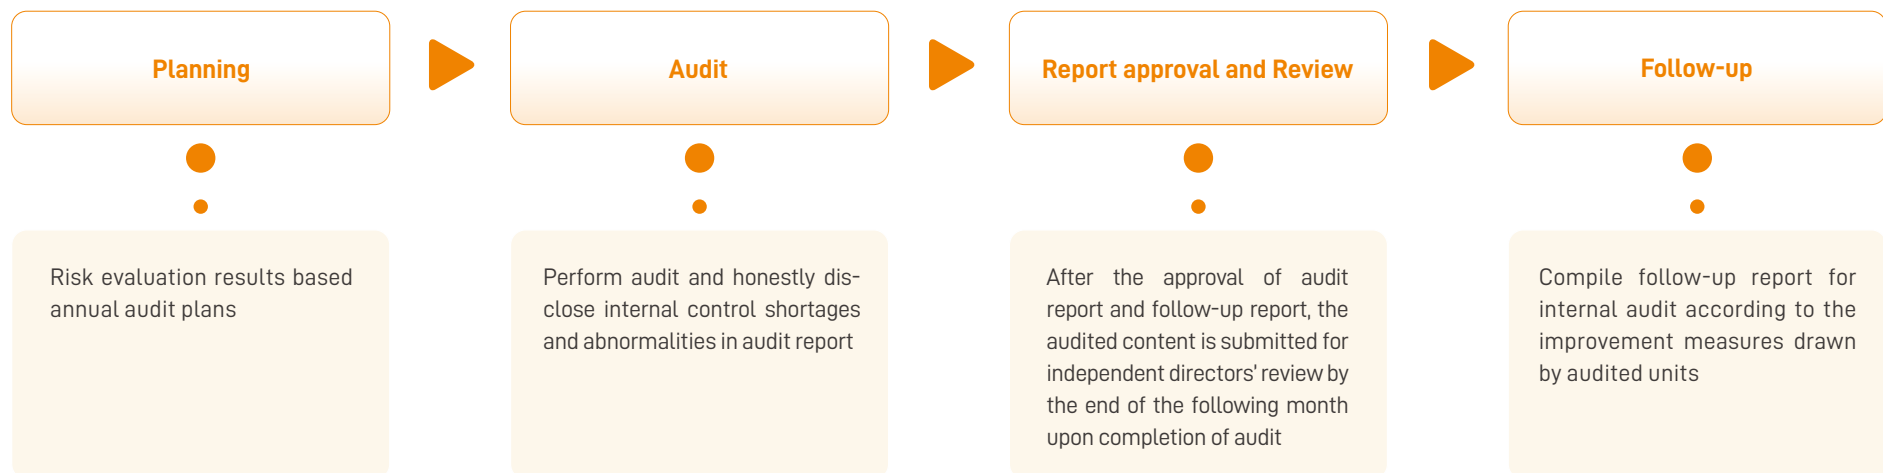 Planning
Audit
Report approval and Review
Follow-up
Risk evaluation results based
annual audit plans
Perform audit and honestly dis-
close internal control shortages
and abnormalities in audit report
After the approval of audit
report and follow-up report, the
audited content is submitted for
independent directors' review by
the end of the following month
upon completion of audit
Compile follow-up report for
internal audit according to the
improvement measures drawn
by audited units